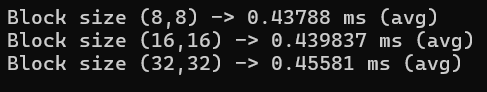 Block size (8,8) -> 0.43788 ms (avg)
Block size (16,16) -> 0.439837 ms (avg)
Block size (32,32) -> 0.45581 ms (avg)